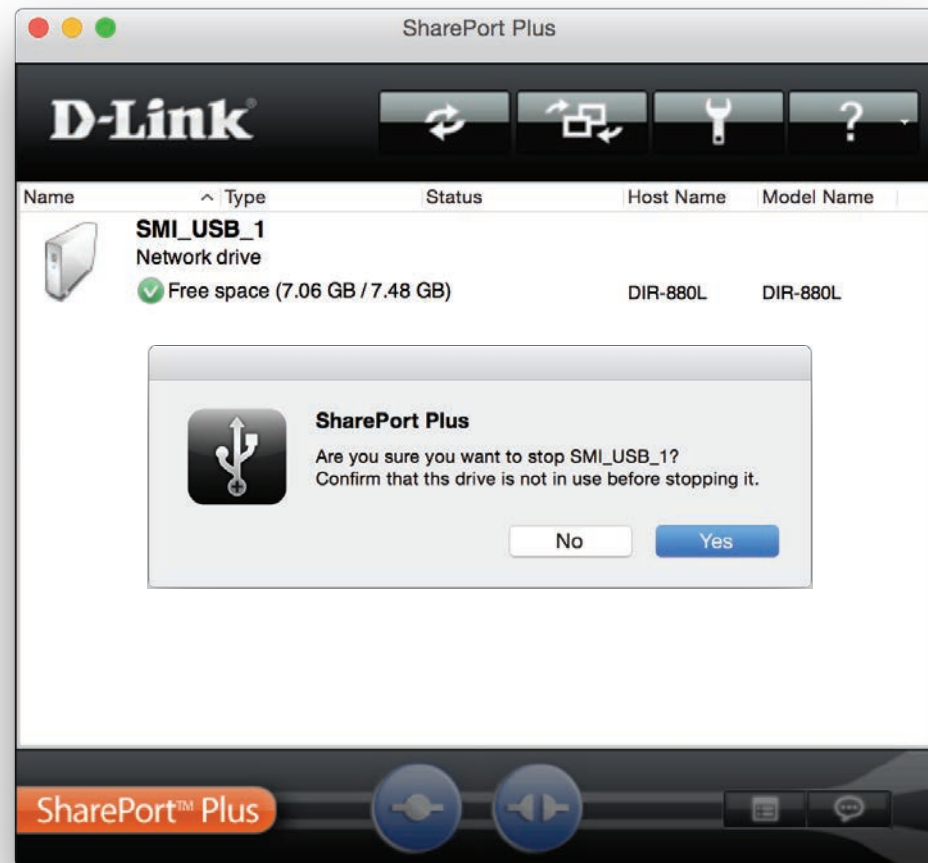 SharePort Plus
D-Link®
?
Name Type Status Host Name Model Name
SMI_USB_1
Network drive
Free space (7.06 GB / 7.48 GB) DIR-880L DIR-880L
SharePort Plus
Are you sure you want to stop SMI_USB_1?
Confirm that ths drive is not in use before stopping it.
No Yes
SharePort™ Plus